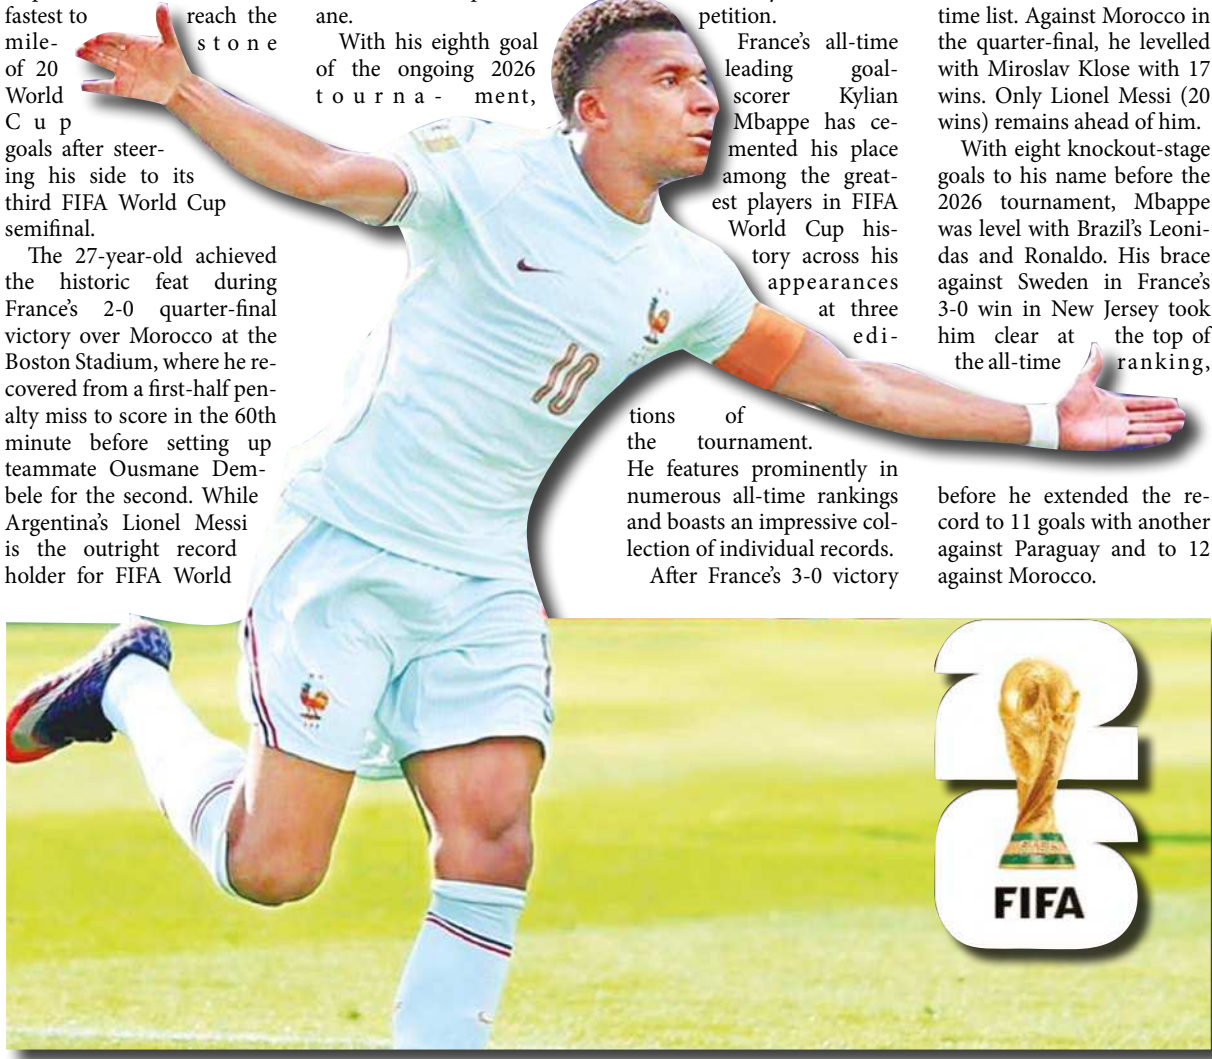 fastest to reach the
mile- stone
of 20
World
Cup
goals after steer-
ing his side to its
third FIFA World Cup
semifinal.
The 27-year-old achieved
the historic feat during
France's 2-0 quarter-final
victory over Morocco at the
Boston Stadium, where he re-
covered from a first-half pen-
alty miss to score in the 60th
minute before setting up
teammate Ousmane Dem-
bele for the second. While
Argentina's Lionel Messi
is the outright record
holder for FIFA World
ane.
With his eighth goal
of the ongoing 2026
tourna- ment,
petition.
France's all-time
leading goal-
scorer Kylian
Mbappe has ce-
mented his place
among the great-
est players in FIFA
World Cup his-
tory across his
appearances
at three
edi-
tions of
the tournament.
He features prominently in
numerous all-time rankings
and boasts an impressive col-
lection of individual records.
After France's 3-0 victory
time list. Against Morocco in
the quarter-final, he levelled
with Miroslav Klose with 17
wins. Only Lionel Messi (20
wins) remains ahead of him.
With eight knockout-stage
goals to his name before the
2026 tournament, Mbappe
was level with Brazil's Leoni-
das and Ronaldo. His brace
against Sweden in France's
3-0 win in New Jersey took
him clear at the top of
the all-time ranking,
before he extended the re-
cord to 11 goals with another
against Paraguay and to 12
against Morocco.
10
26
FIFA